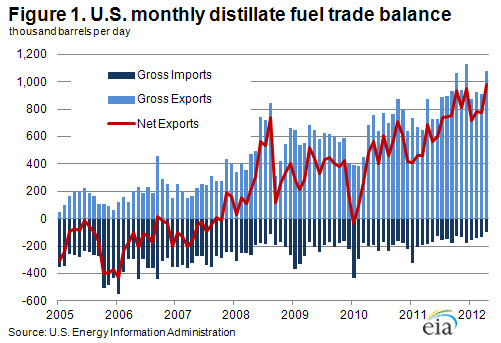 Figure 1. U.S. monthly distillate fuel trade balance
thousand barrels per day
1,200
1,000
800
600
400
200
0
-200
-400
-600
Gross Imports
Gross Exports
Net Exports
2005 2006 2007 2008 2009 2010 2011 2012
Source: U.S. Energy Information Administration
eia